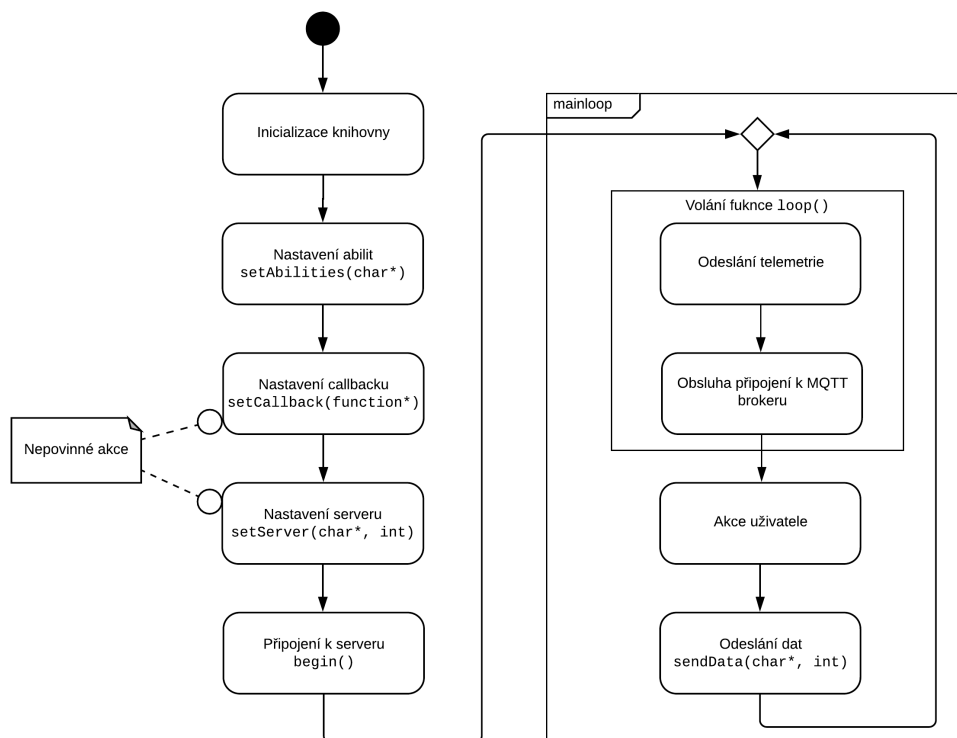 Inicializace knihovny
Nastavení abilit
setAbilities(char*)
Nastavení callbacku
setCallback(function*)
Nepovinné akce
Nastavení serveru
setServer(char*, int)
Připojení k serveru
begin()
mainloop
Volání fuknce loop()
Odeslání telemetrie
Obsluha připojení k MQTT
brokeru
Akce uživatele
Odeslání dat
sendData(char*, int)